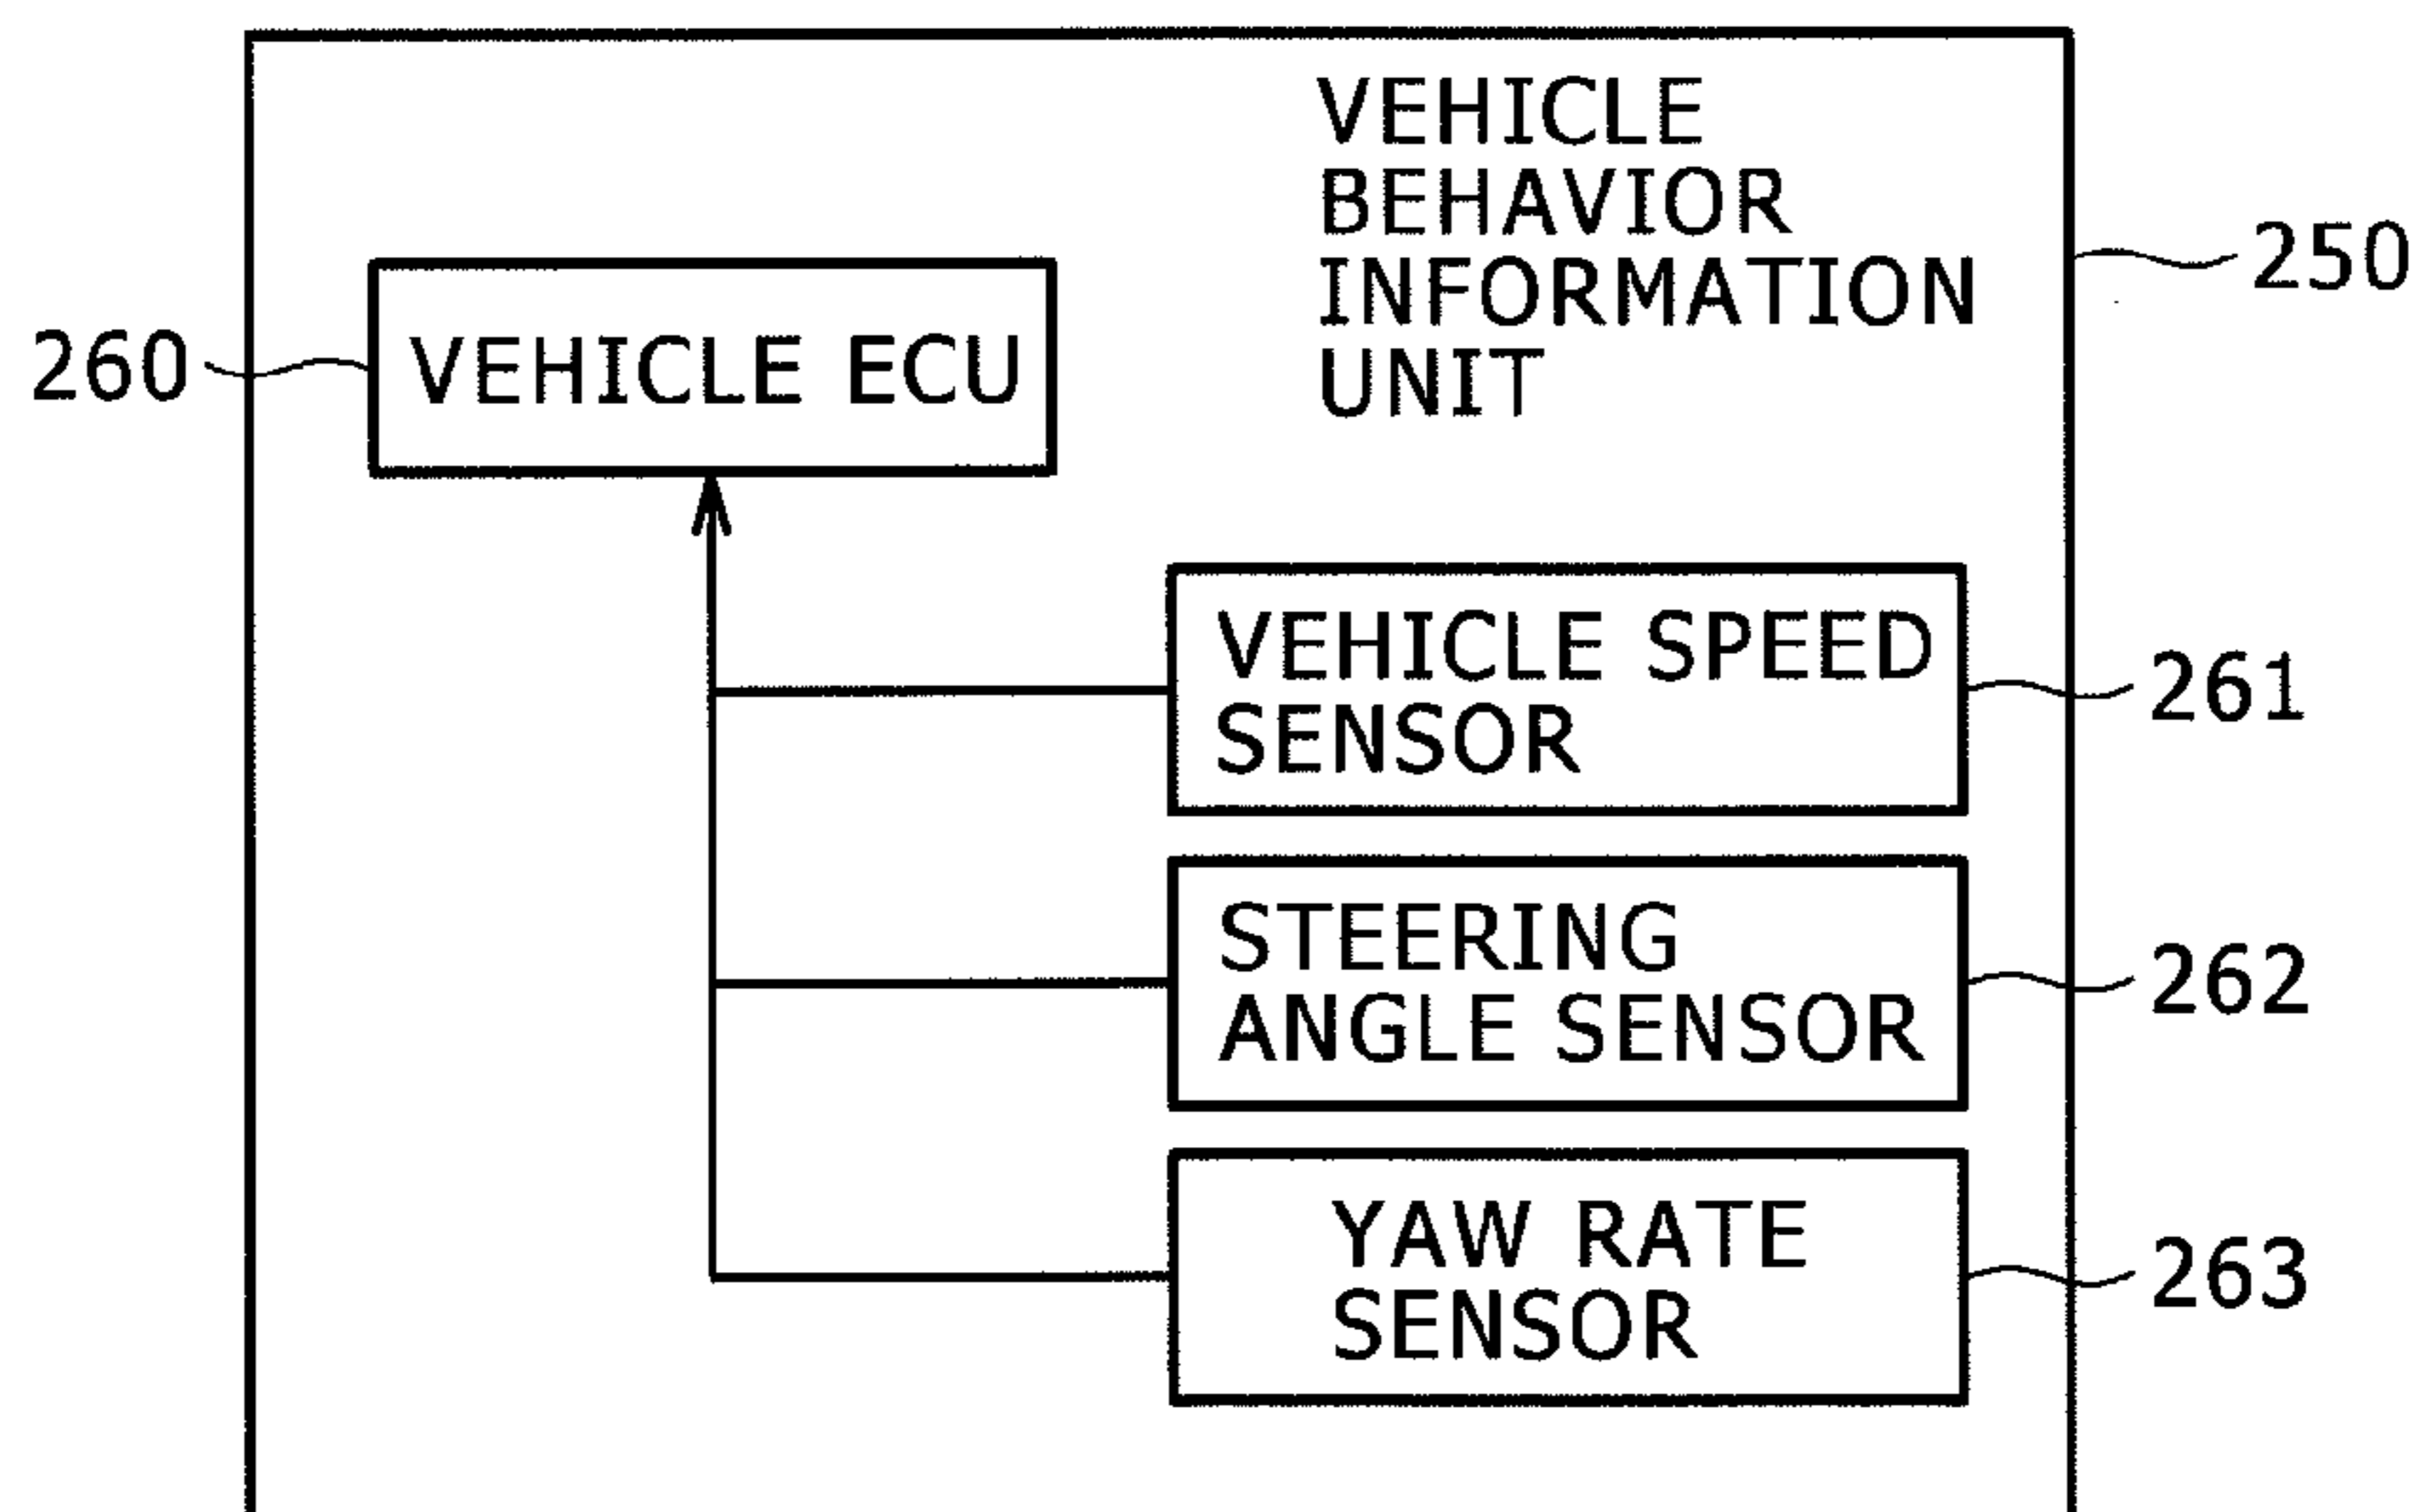 VEHICLE
BEHAVIOR
INFORMATION
UNIT
250
260
VEHICLE ECU
VEHICLE SPEED
SENSOR
261
STEERING
ANGLE SENSOR
262
YAW RATE
SENSOR
263